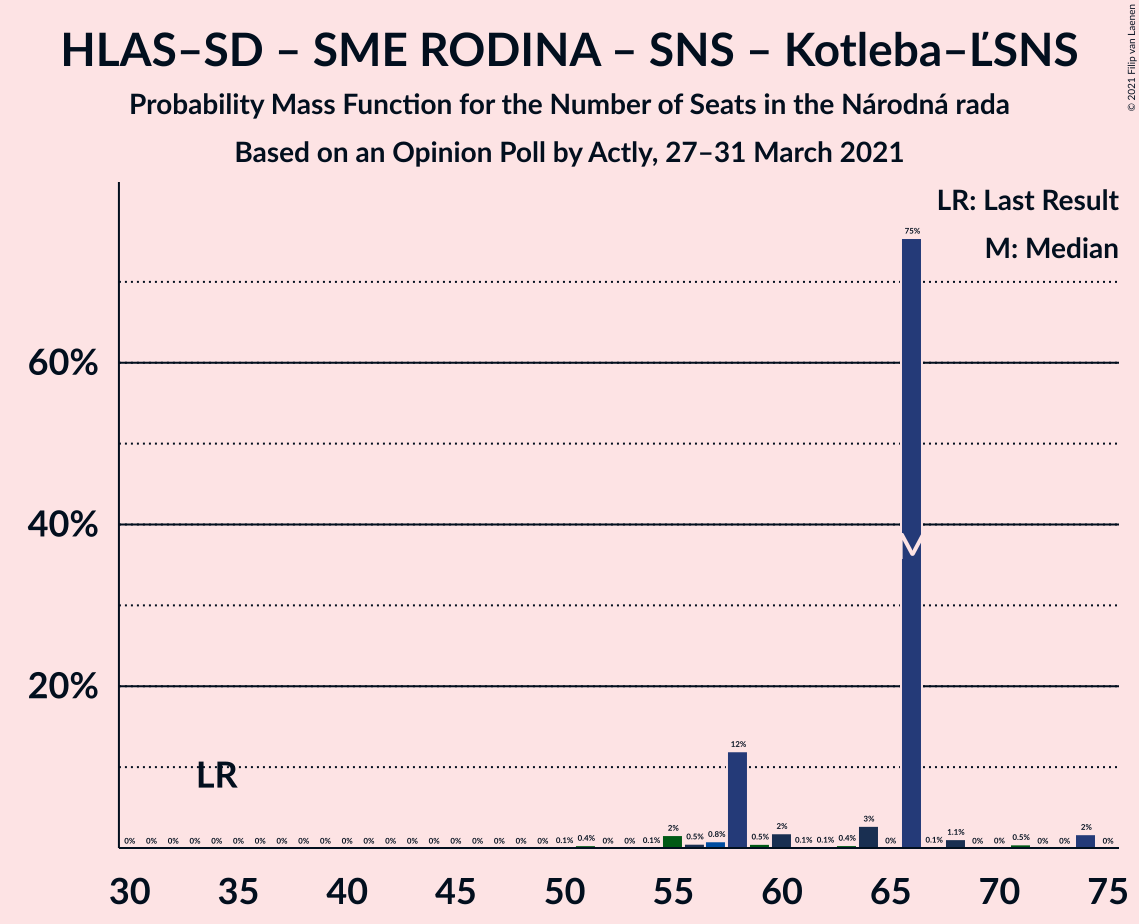 HLAS–SD – SME RODINA – SNS – Kotleba–ĽSNS
Probability Mass Function for the Number of Seats in the Národná rada
Based on an Opinion Poll by Actly, 27–31 March 2021
© 2021 Filip van Laenen
LR: Last Result
M: Median
75%
60%
40%
M
20%
12%
LR
0% 0% 0% 0% 0% 0% 0% 0% 0% 0% 0% 0% 0% 0% 0% 0% 0% 0% 0% 0% 0.1% 0.4% 0% 0% 0.1% 2% 0.5% 0.8% 0.5% 2% 0.1% 0.1% 0.4% 3% 0% 0.1% 1.1% 0% 0% 0.5% 0% 0% 2% 0%
30 35 40 45 50 55 60 65 70 75